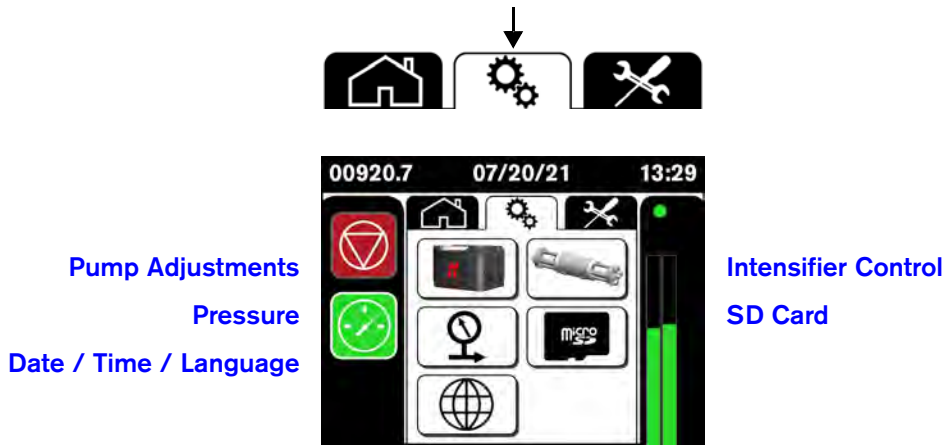 00920.7 07/20/21 13:29
Pump Adjustments
Intensifier Control
Pressure
micro SD
SD Card
Date / Time / Language